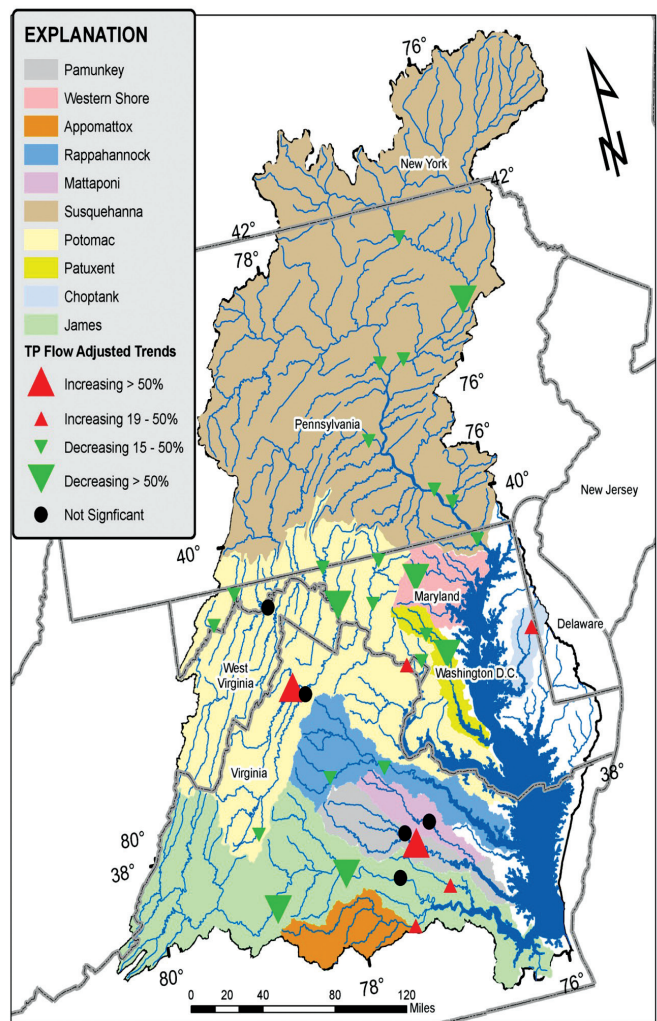 EXPLANATION
Pamunkey
Western Shore
Appomattox
Rappahannock
Mattaponi
Susquehanna
Potomac
Patuxent
Choptank
James
TP Flow Adjusted Trends
Increasing > 50%
Increasing 19 - 50%
Decreasing 15 - 50%
Decreasing > 50%
Not Signficant
76°
N
New York
42°
42°
78°
76°
Pennsylvania
76°
40°
New Jersey
40°
Maryland
Delaware
West
Virginia
Washington D.C.
Virginia
38°
80°
38°
80°
78°
76°
0 20 40 80 120
Miles